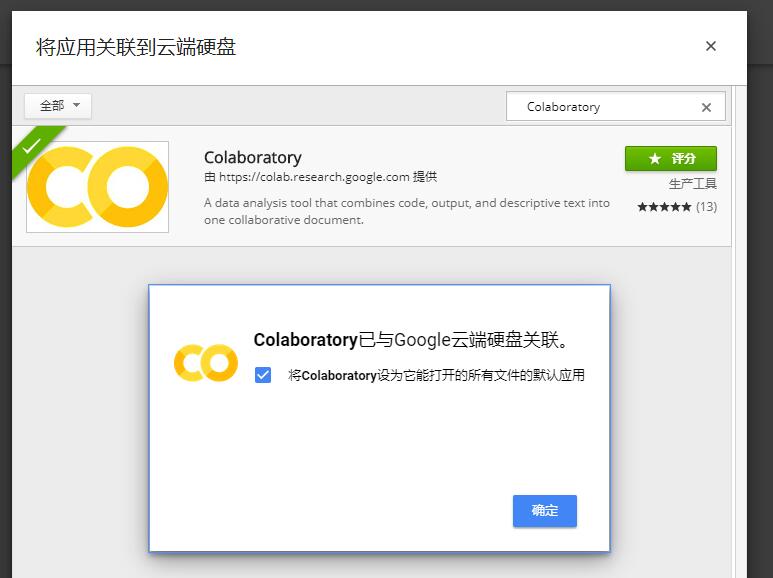 将应用关联到云端硬盘
全部
Colaboratory
Colaboratory
由 https://colab.research.google.com 提供
A data analysis tool that combines code, output, and descriptive text into
one collaborative document.
评分
生产工具
(13)
Colaboratory已与Google云端硬盘关联。
将Colaboratory设为它能打开的所有文件的默认应用
确定